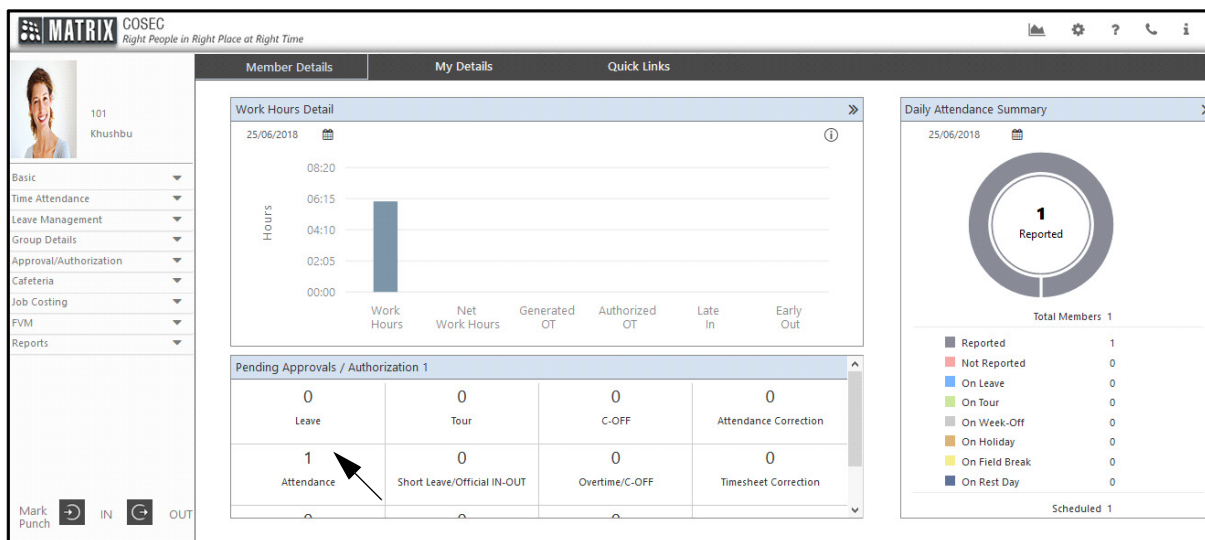 MATRIX COSEC
Right People in Right Place at Right Time
? i
101
Khushbu
Basic
Time Attendance
Leave Management
Group Details
Approval/Authorization
Cafeteria
Job Costing
FVM
Reports
Mark Punch IN OUT
Member Details My Details Quick Links
Work Hours Detail
25/06/2018
Hours
08:20
06:15
04:10
02:05
00:00
Work Hours
Net Work Hours
Generated OT
Authorized OT
Late In
Early Out
Pending Approvals / Authorization 1
0 0 0 0
Leave Tour C-OFF Attendance Correction
1 0 0 0
Attendance Short Leave/Official IN-OUT Overtime/C-OFF Timesheet Correction
Daily Attendance Summary
25/06/2018
1
Reported
Total Members 1
Reported 1
Not Reported 0
On Leave 0
On Tour 0
On Week-Off 0
On Holiday 0
On Field Break 0
On Rest Day 0
Scheduled 1